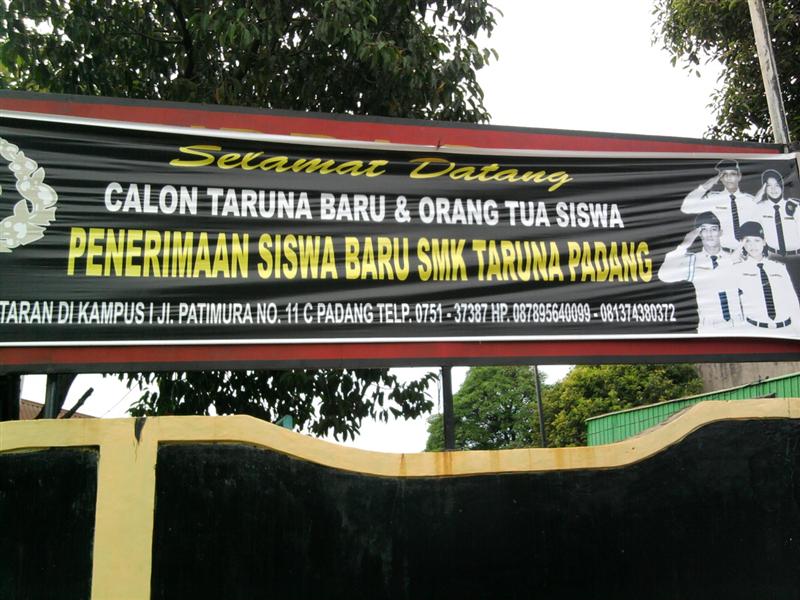 Selamat Datang
CALON TARUNA BARU & ORANG TUA SISWA
PENERIMAAN SISWA BARU SMK TARUNA PADANG
TARAN DI KAMPUS I Jl. PATIMURA NO. 11 C PADANG TELP. 0751 - 37387 HP. 087895640099 - 081374380372